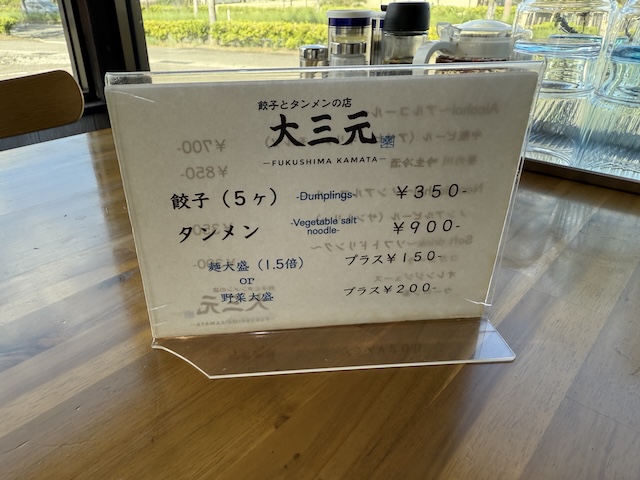 餃子とタンメンの店
大三元
FUKUSHIMA KAMATA
餃子（5ヶ） -Dumplings- ￥350-
タンメン -Vegetable salt noodle- ￥900-
麺大盛（1.5倍） プラス￥150-
or
野菜大盛 プラス￥200-